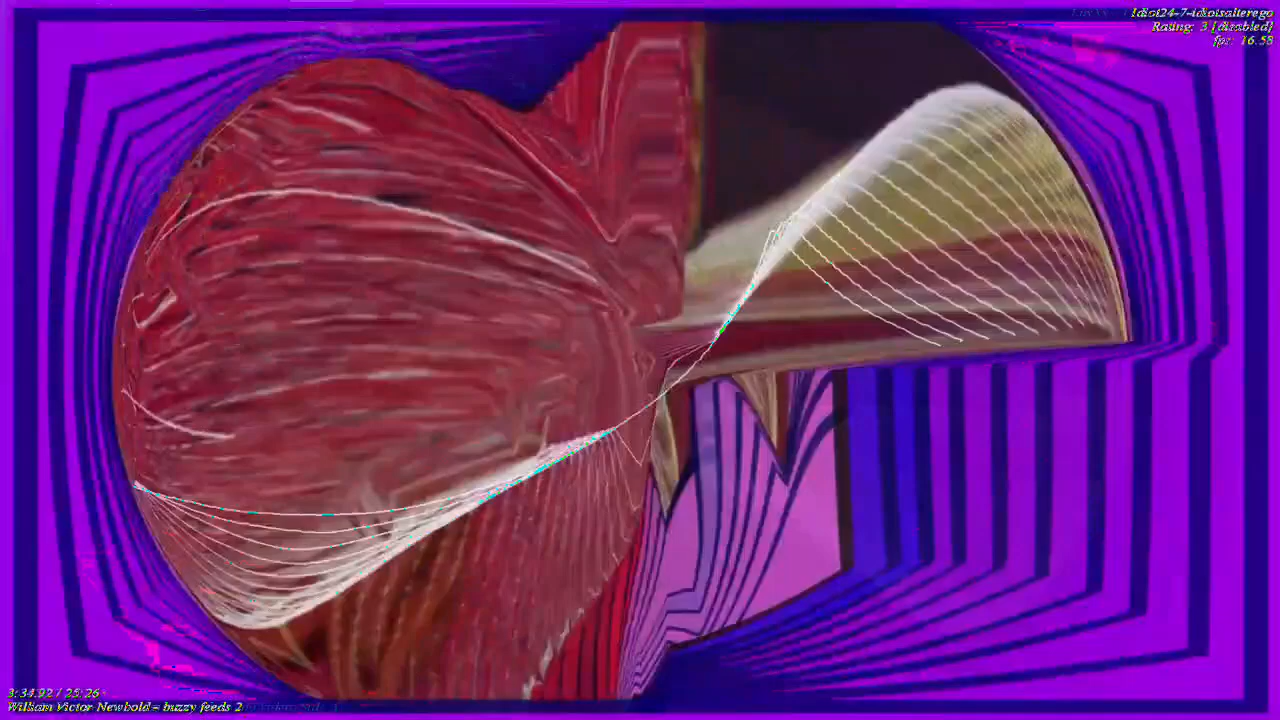 Idiot24-7-idiotsalterego
Rating: 3 [disabled]
fps: 16.58
3:34.92 / 25:26
William Victor Newbold - buzzy feeds 2